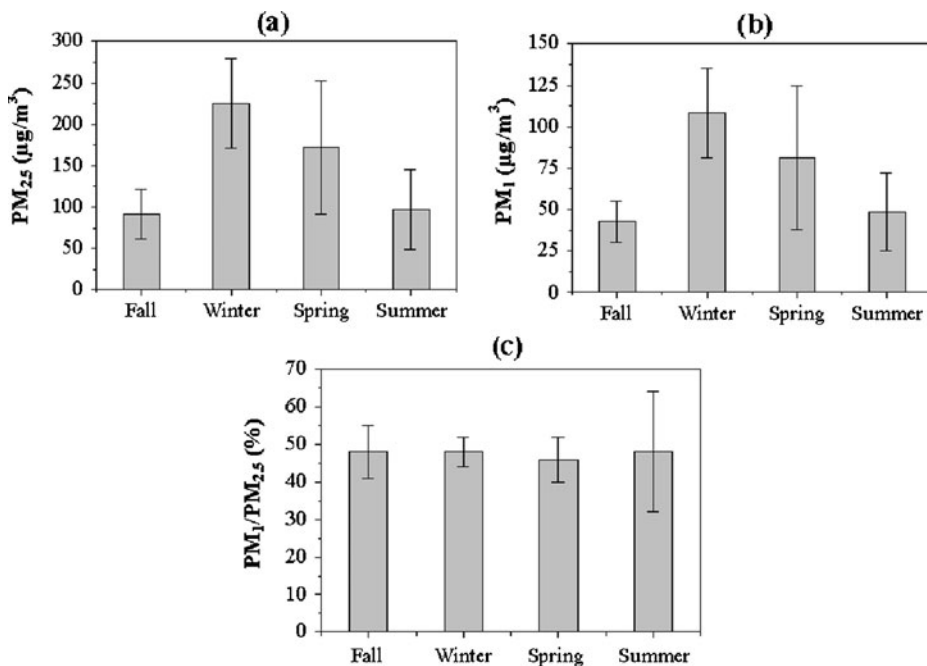 (a)
PM2.5 (µg/m³)
300
250
200
150
100
50
0
Fall Winter Spring Summer
(b)
PM1 (µg/m³)
150
125
100
75
50
25
0
Fall Winter Spring Summer
(c)
PM1/PM2.5 (%)
70
60
50
40
30
20
10
0
Fall Winter Spring Summer